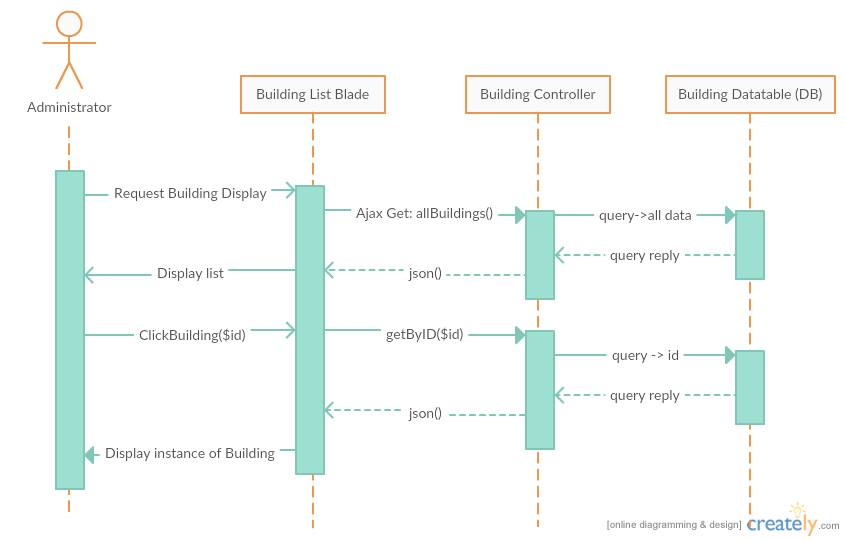 Administrator
Building List Blade
Building Controller
Building Datatable (DB)
Request Building Display
Ajax Get: allBuildings()
query->all data
query reply
Display list
json()
ClickBuilding($id)
getByID($id)
query -> id
query reply
json()
Display instance of Building
[online diagramming & design] creately.com